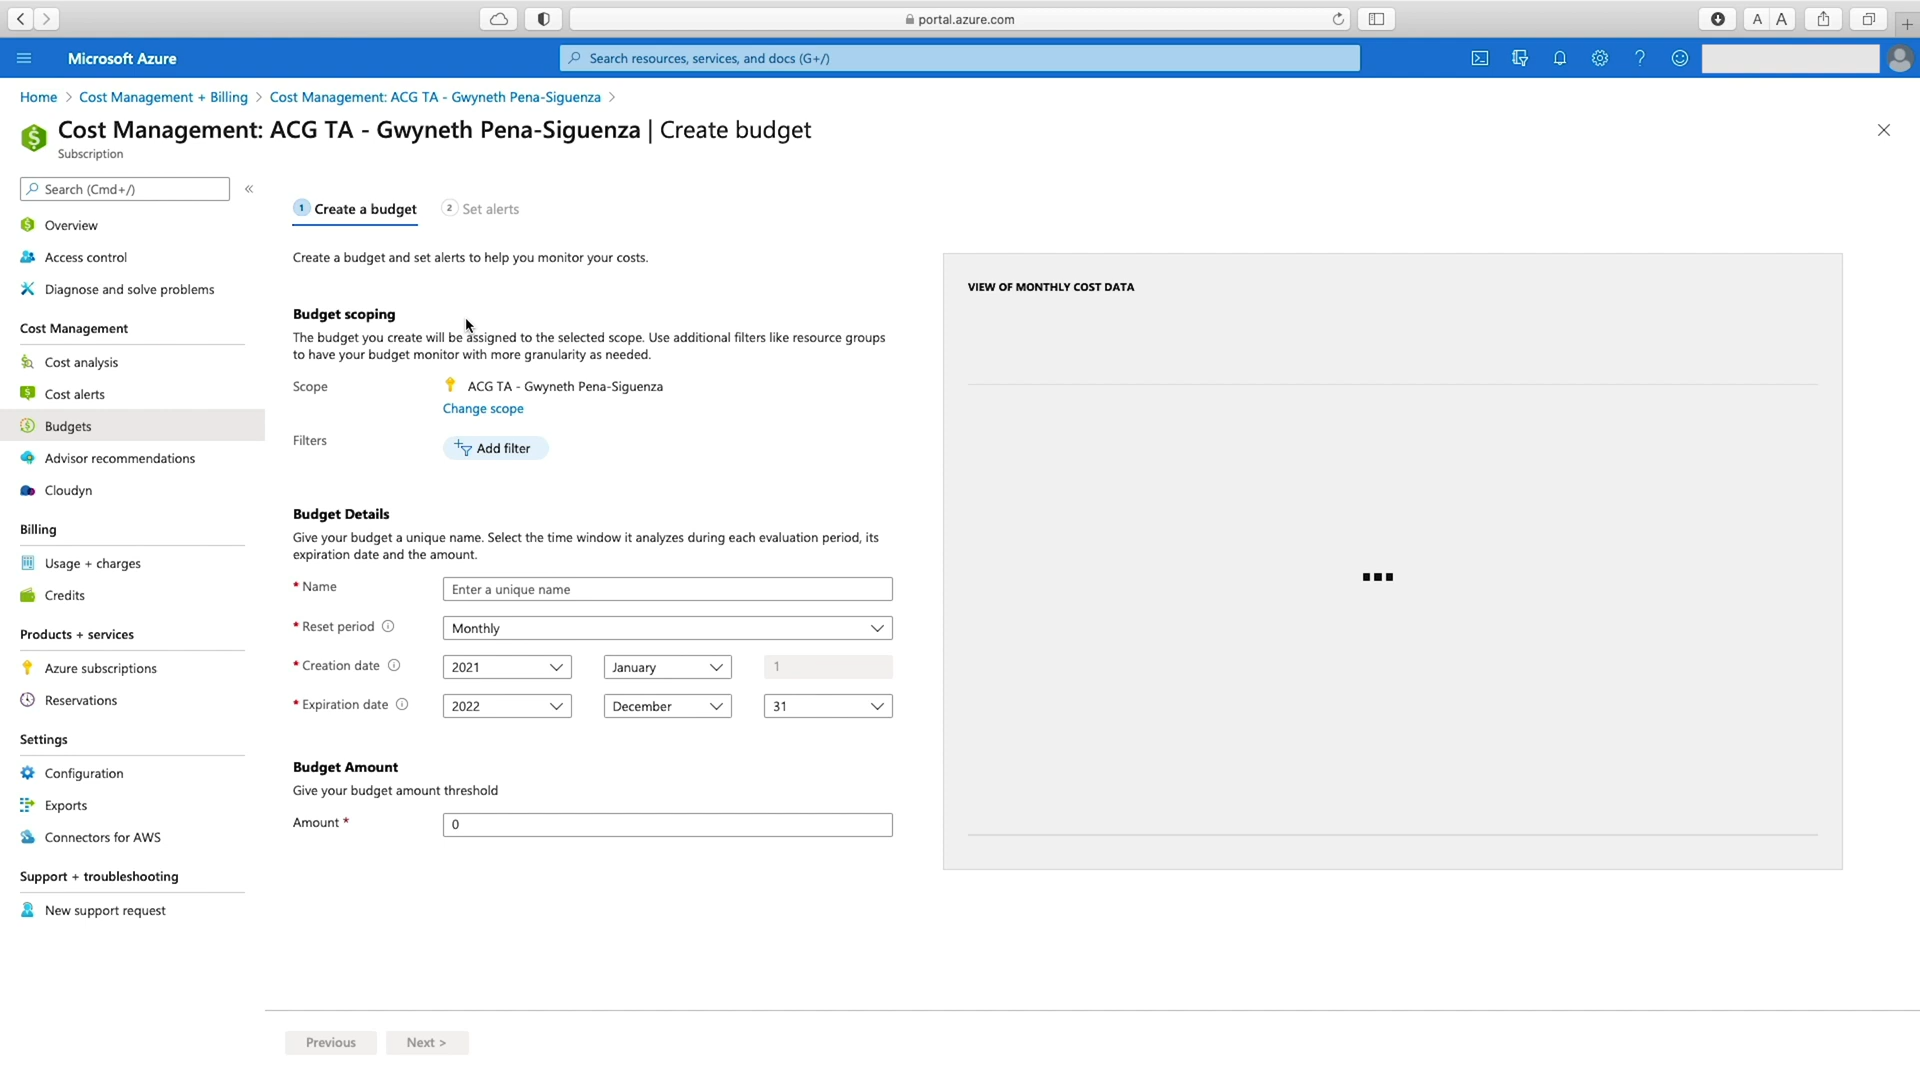 portal.azure.com
A A
Microsoft Azure
Search resources, services, and docs (G+/)
Home > Cost Management + Billing > Cost Management: ACG TA - Gwyneth Pena-Siguenza >
Cost Management: ACG TA - Gwyneth Pena-Siguenza | Create budget
Subscription
Search (Cmd+/)
«
Overview
Access control
Diagnose and solve problems
Cost Management
Cost analysis
Cost alerts
Budgets
Advisor recommendations
Cloudyn
Billing
Usage + charges
Credits
Products + services
Azure subscriptions
Reservations
Settings
Configuration
Exports
Connectors for AWS
Support + troubleshooting
New support request
1 Create a budget
2 Set alerts
Create a budget and set alerts to help you monitor your costs.
Budget scoping
The budget you create will be assigned to the selected scope. Use additional filters like resource groups
to have your budget monitor with more granularity as needed.
Scope
ACG TA - Gwyneth Pena-Siguenza
Change scope
Filters
Add filter
Budget Details
Give your budget a unique name. Select the time window it analyzes during each evaluation period, its
expiration date and the amount.
* Name
Enter a unique name
* Reset period
Monthly
* Creation date
2021 January 1
* Expiration date
2022 December 31
Budget Amount
Give your budget amount threshold
Amount *
0
VIEW OF MONTHLY COST DATA
Previous
Next >